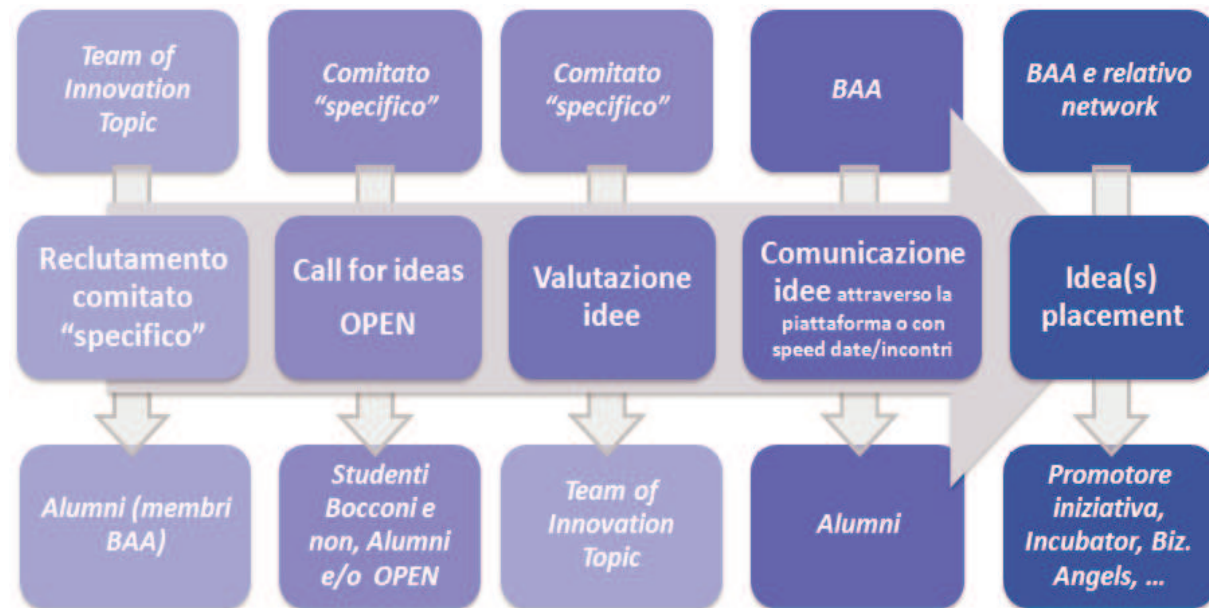 Team of
Innovation
Topic
Comitato
“specifico”
Comitato
“specifico”
BAA
BAA e relativo
network
Reclutamento
comitato
“specifico”
Call for ideas
OPEN
Valutazione
idee
Comunicazione
idee attraverso la
piattaforma o con
speed date/incontri
Idea(s)
placement
Alumni (membri
BAA)
Studenti
Bocconi e
non, Alumni
e/o OPEN
Team of
Innovation
Topic
Alumni
Promotore
iniziativa,
Incubator, Biz.
Angels, ...